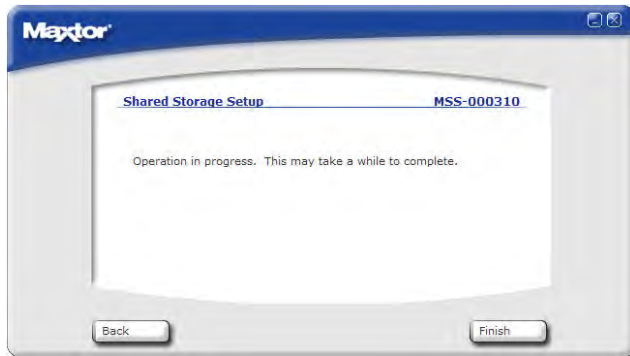 Maxtor
Shared Storage Setup MSS-000310
Operation in progress. This may take a while to complete.
Back Finish